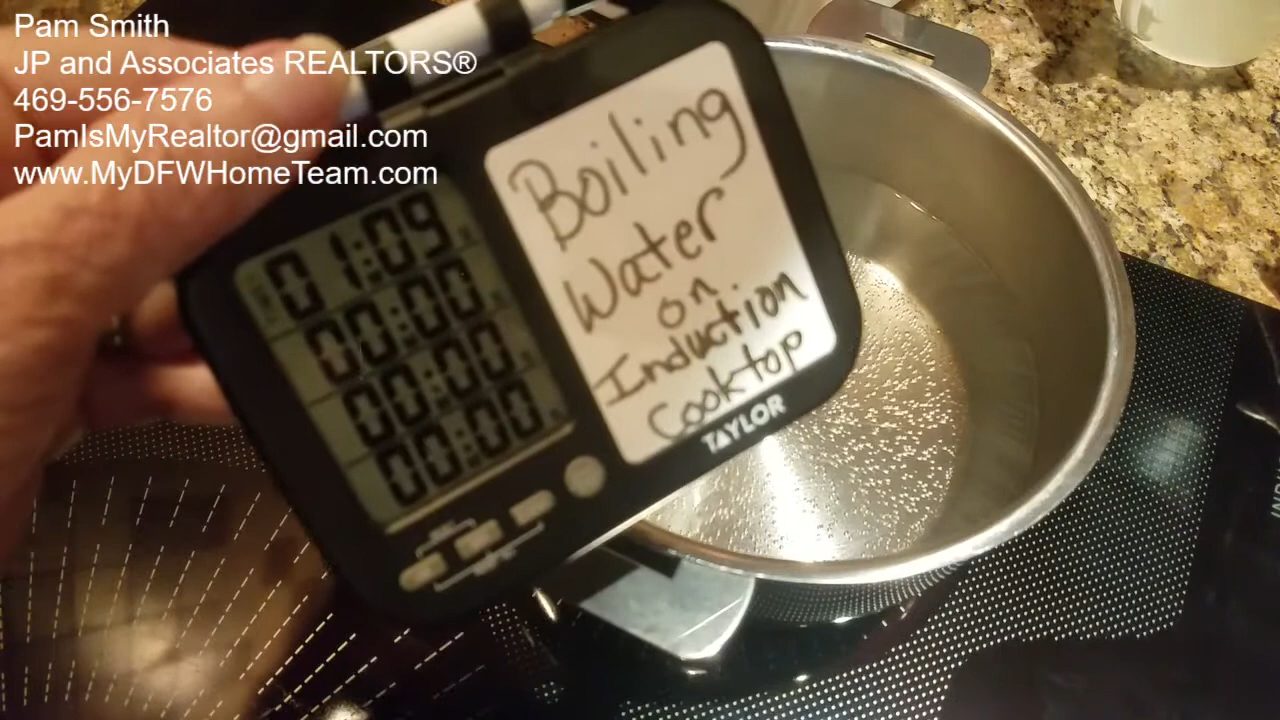 Pam Smith
JP and Associates REALTORS®
469-556-7576
PamIsMyRealtor@gmail.com
www.MyDFWHomeTeam.com
01:09
00:00
00:00
00:00
Boiling
Water
on
Induction
Cooktop
TAYLOR